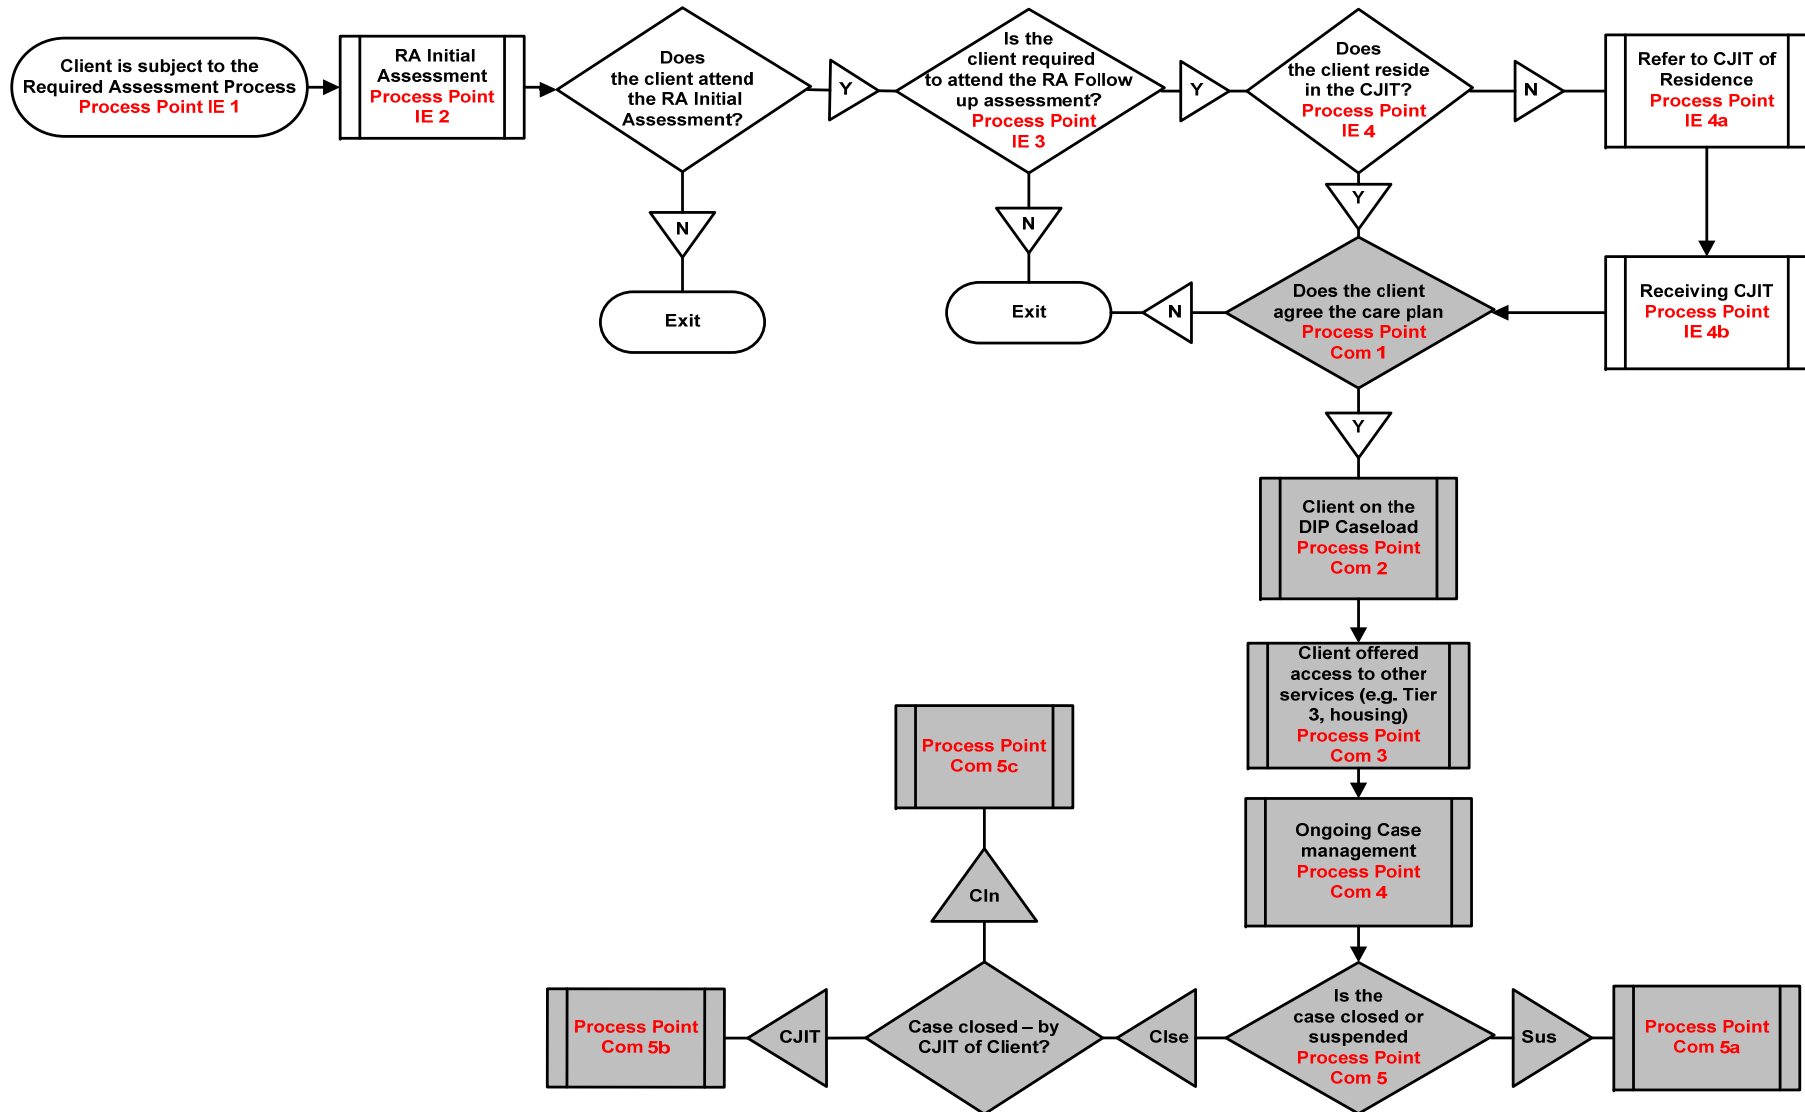 Client is subject to the
Required Assessment Process
Process Point IE 1
RA Initial
Assessment
Process Point
IE 2
Does
the client attend
the RA Initial
Assessment?
Y
Is the
client required
to attend the RA Follow
up assessment?
Process Point
IE 3
Y
Does
the client reside
in the CJIT?
Process Point
IE 4
N
Refer to CJIT of
Residence
Process Point
IE 4a
N
Exit
N
Exit
Y
N
Does the client
agree the care plan
Process Point
Com 1
Receiving CJIT
Process Point
IE 4b
Y
Client on the
DIP Caseload
Process Point
Com 2
Client offered
access to other
services (e.g. Tier
3, housing)
Process Point
Com 3
Ongoing Case
management
Process Point
Com 4
Is the
case closed or
suspended
Process Point
Com 5
Sus
Process Point
Com 5a
Clse
Case closed – by
CJIT of Client?
Cln
Process Point
Com 5c
CJIT
Process Point
Com 5b